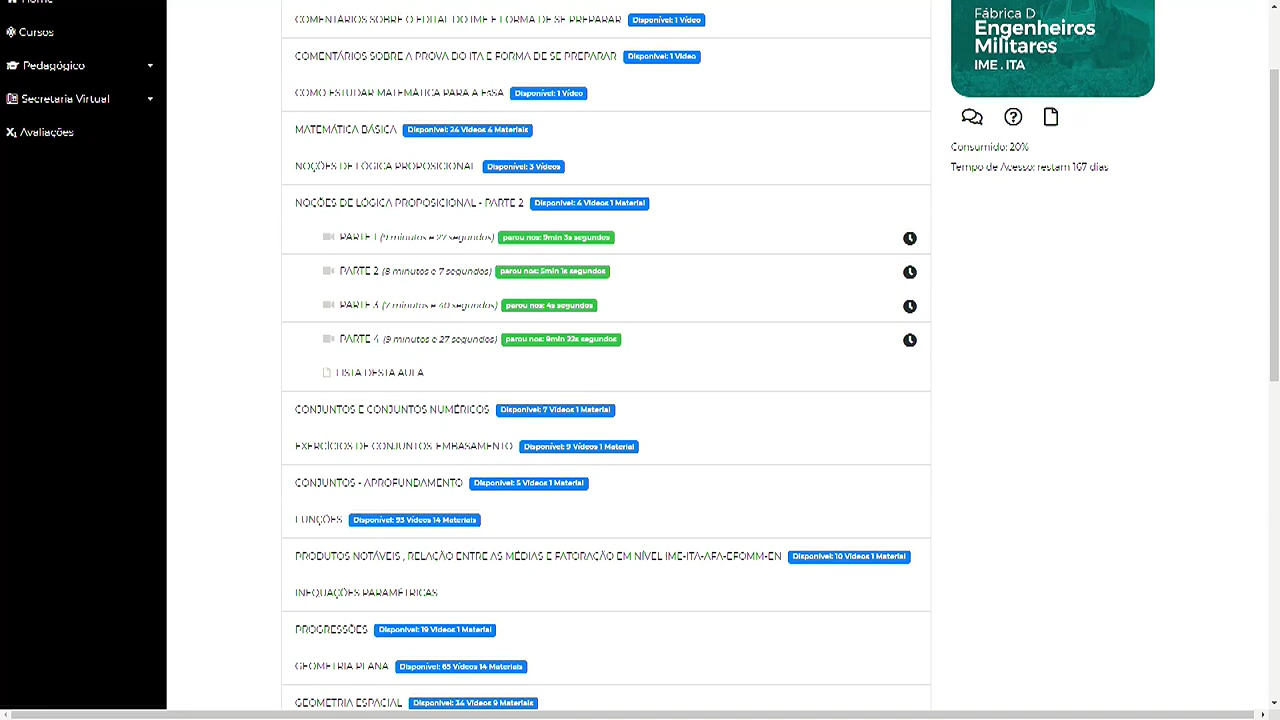 Home
Cursos
Pedagógico
Secretaria Virtual
Avaliações
COMENTÁRIOS SOBRE O EDITAL DO IME E FORMA DE SE PREPARAR Disponível: 1 Vídeo
COMENTÁRIOS SOBRE A PROVA DO ITA E FORMA DE SE PREPARAR Disponível: 1 Vídeo
COMO ESTUDAR MATEMÁTICA PARA A EsSA Disponível: 1 Vídeo
MATEMÁTICA BÁSICA Disponível: 24 Vídeos 4 Materiais
NOÇÕES DE LÓGICA PROPOSICIONAL Disponível: 3 Vídeos
NOÇÕES DE LÓGICA PROPOSICIONAL - PARTE 2 Disponível: 4 Vídeos 1 Material
PARTE 1 (9 minutos e 27 segundos) parou nos: 9min 3s segundos
PARTE 2 (8 minutos e 7 segundos) parou nos: 5min 1s segundos
PARTE 3 (7 minutos e 40 segundos) parou nos: 4s segundos
PARTE 4 (9 minutos e 27 segundos) parou nos: 9min 22s segundos
LISTA DESTA AULA
CONJUNTOS E CONJUNTOS NUMÉRICOS Disponível: 7 Vídeos 1 Material
EXERCÍCIOS DE CONJUNTOS-EMBASAMENTO Disponível: 9 Vídeos 1 Material
CONJUNTOS - APROFUNDAMENTO Disponível: 5 Vídeos 1 Material
FUNÇÕES Disponível: 93 Vídeos 14 Materiais
PRODUTOS NOTÁVEIS , RELAÇÃO ENTRE AS MÉDIAS E FATORAÇÃO EM NÍVEL IME-ITA-AFA-EFOMM-EN Disponível: 10 Vídeos 1 Material
INEQUAÇÕES PARAMÉTRICAS
PROGRESSÕES Disponível: 19 Vídeos 1 Material
GEOMETRIA PLANA Disponível: 65 Vídeos 14 Materiais
GEOMETRIA ESPACIAL Disponível: 34 Vídeos 9 Materiais
Fábrica D
Engenheiros
Militares
IME . ITA
Consumido: 20%
Tempo de Acesso: restam 167 dias